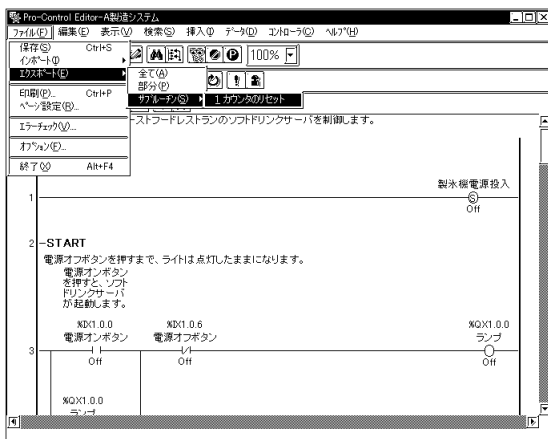 Pro-Control Editor-A製造システム
ファイル(F) 編集(E) 表示(V) 検索(S) 挿入(I) データ(D) コントローラ(C) ヘルプ(H)
保存(S) Ctrl+S
インポート(I)
エクスポート(E)
印刷(P)... Ctrl+P
ページ設定(R)...
エラーチェック(V)...
オプション(E)...
終了(X) Alt+F4
全て(A)
部分(P)
サブルーチン(S)
1 カウンタのリセット
100%
ーストフードレストランのソフトドリンクサーバを制御します。
製氷機電源投入
S
Off
1
2 START
電源オフボタンを押すまで、ライトは点灯したままになります。
電源オンボタン
を押すと、ソフト
ドリンクサーバ
が起動します。
%IX1.0.0 %IX1.0.6 %QX1.0.0
電源オンボタン 電源オフボタン ランプ
3
Off Off Off
%QX1.0.0
ランプ